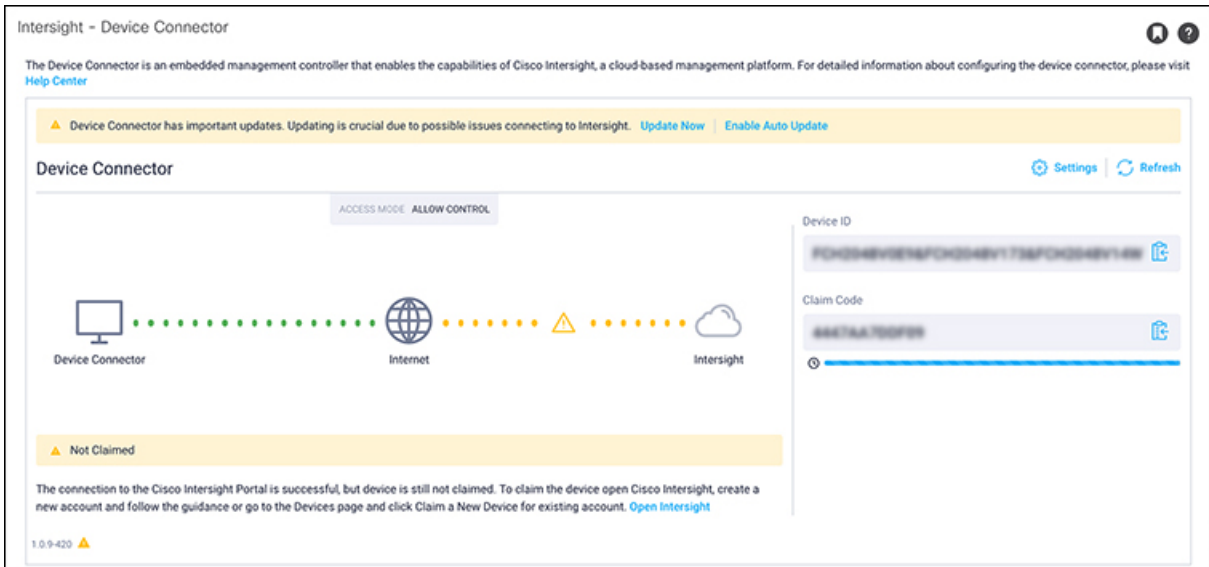 Intersight - Device Connector
The Device Connector is an embedded management controller that enables the capabilities of Cisco Intersight, a cloud-based management platform. For detailed information about configuring the device connector, please visit
Help Center
Device Connector has important updates. Updating is crucial due to possible issues connecting to Intersight. Update Now Enable Auto Update
Device Connector
Settings Refresh
ACCESS MODE ALLOW CONTROL
Device Connector
Internet
Intersight
Device ID
Claim Code
Not Claimed
The connection to the Cisco Intersight Portal is successful, but device is still not claimed. To claim the device open Cisco Intersight, create a
new account and follow the guidance or go to the Devices page and click Claim a New Device for existing account. Open Intersight
1.0.9-420